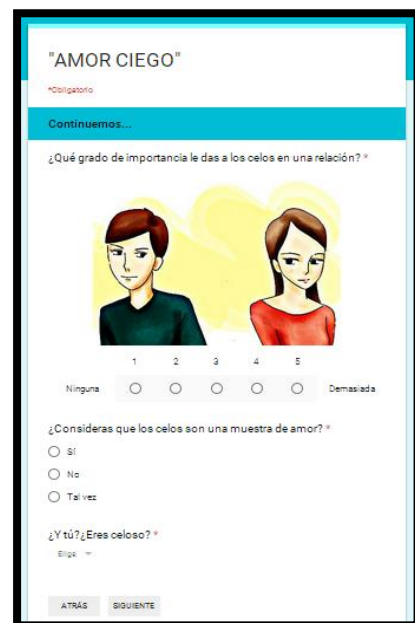 "AMOR CIEGO"
*Obligatorio
Continuemos...
¿Qué grado de importancia le das a los celos en una relación? *
1 2 3 4 5
Ninguna Demasiada
¿Consideras que los celos son una muestra de amor? *
Sí
No
Tal vez
¿Y tú?¿Eres celoso? *
Elige
ATRÁS SIGUIENTE